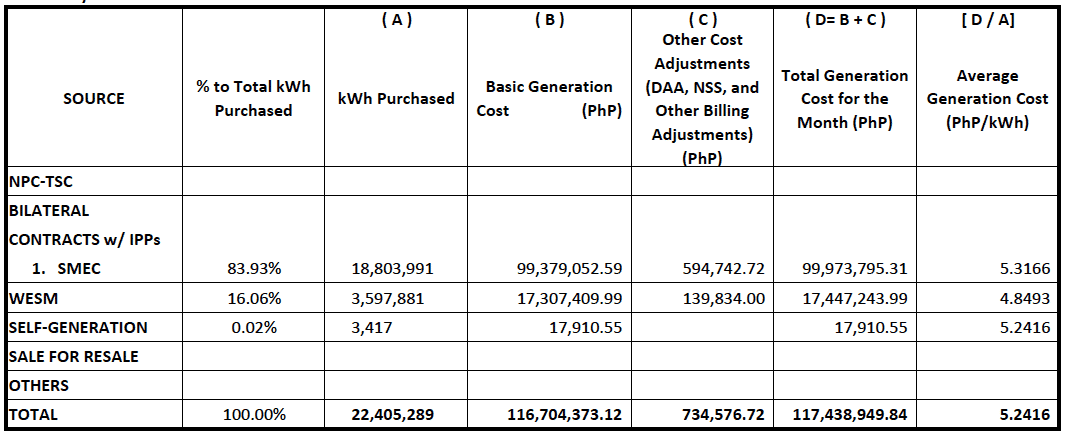 ( A ) ( B ) ( C ) ( D= B + C ) [ D / A]
SOURCE % to Total kWh Purchased kWh Purchased Basic Generation Cost (PhP) Other Cost Adjustments (DAA, NSS, and Other Billing Adjustments) (PhP) Total Generation Cost for the Month (PhP) Average Generation Cost (PhP/kWh)
NPC-TSC
BILATERAL
CONTRACTS w/ IPPs
1. SMEC 83.93% 18,803,991 99,379,052.59 594,742.72 99,973,795.31 5.3166
WESM 16.06% 3,597,881 17,307,409.99 139,834.00 17,447,243.99 4.8493
SELF-GENERATION 0.02% 3,417 17,910.55 17,910.55 5.2416
SALE FOR RESALE
OTHERS
TOTAL 100.00% 22,405,289 116,704,373.12 734,576.72 117,438,949.84 5.2416